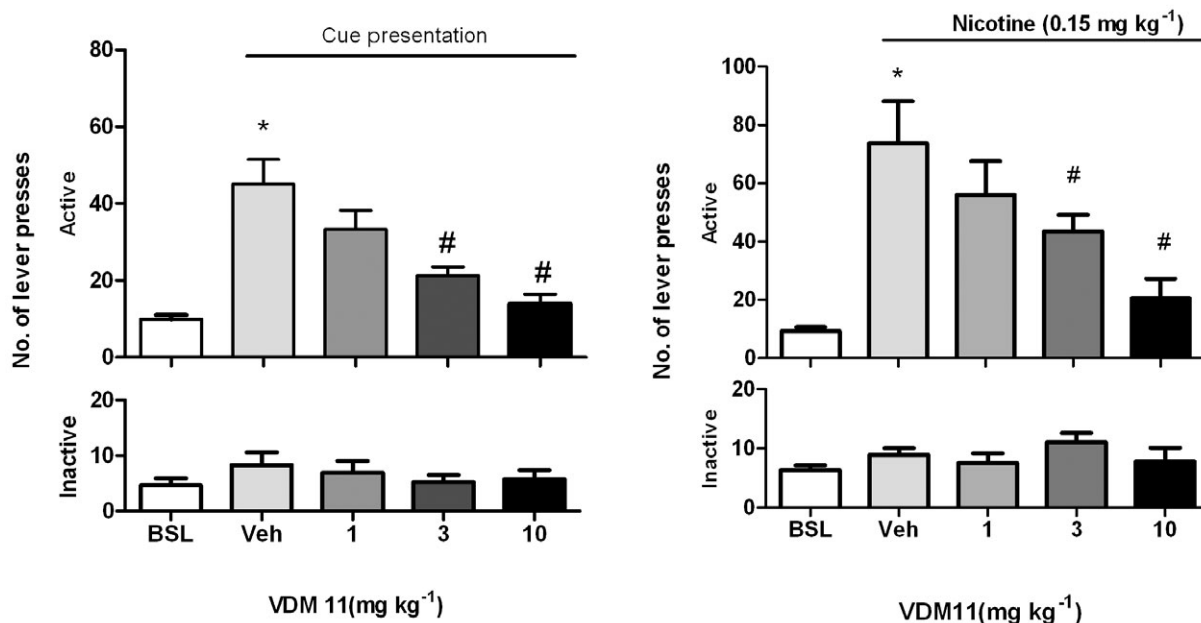 Cue presentation
80
60
40
20
0
No. of lever presses
Active
*
#
#
20
10
0
Inactive
BSL Veh 1 3 10
VDM 11(mg kg⁻¹)
Nicotine (0.15 mg kg⁻¹)
100
80
60
40
20
0
No. of lever presses
Active
*
#
#
20
10
0
Inactive
BSL Veh 1 3 10
VDM11(mg kg⁻¹)